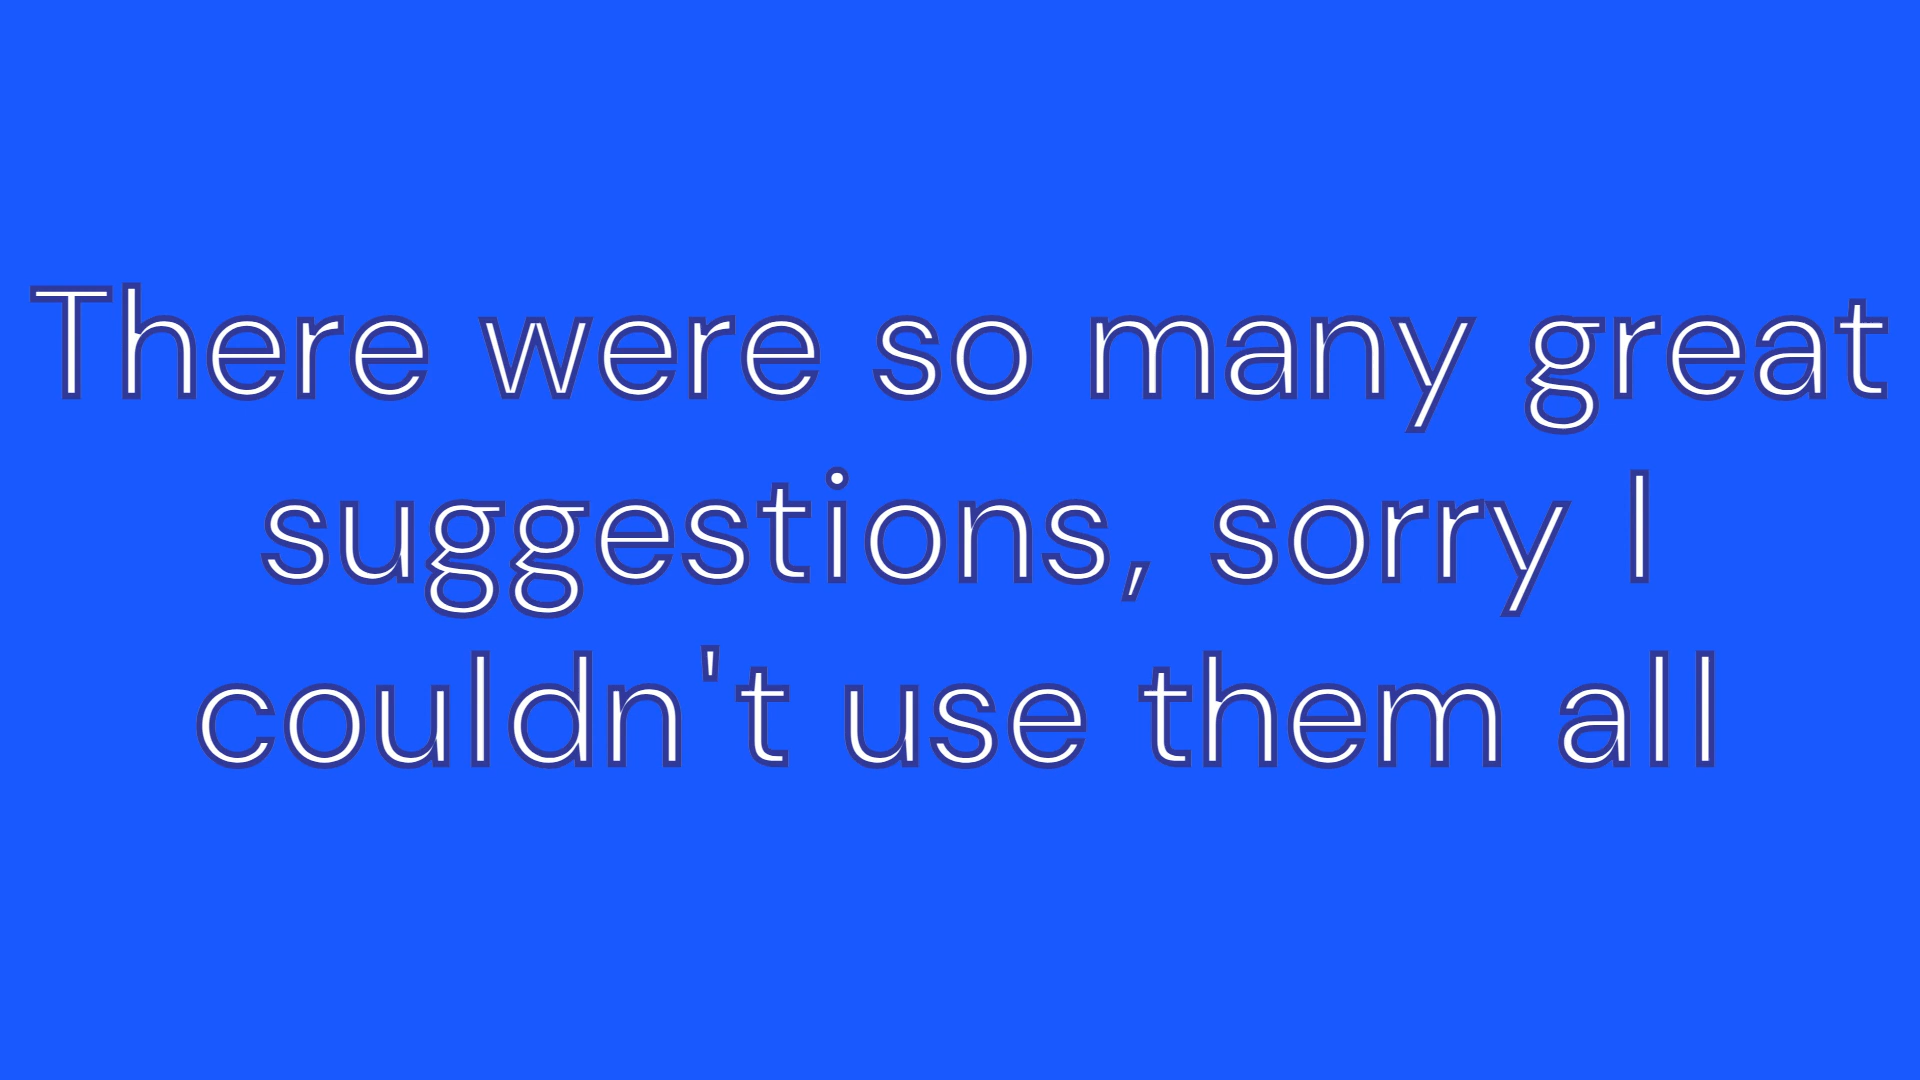 There were so many great
suggestions, sorry I
couldn't use them all